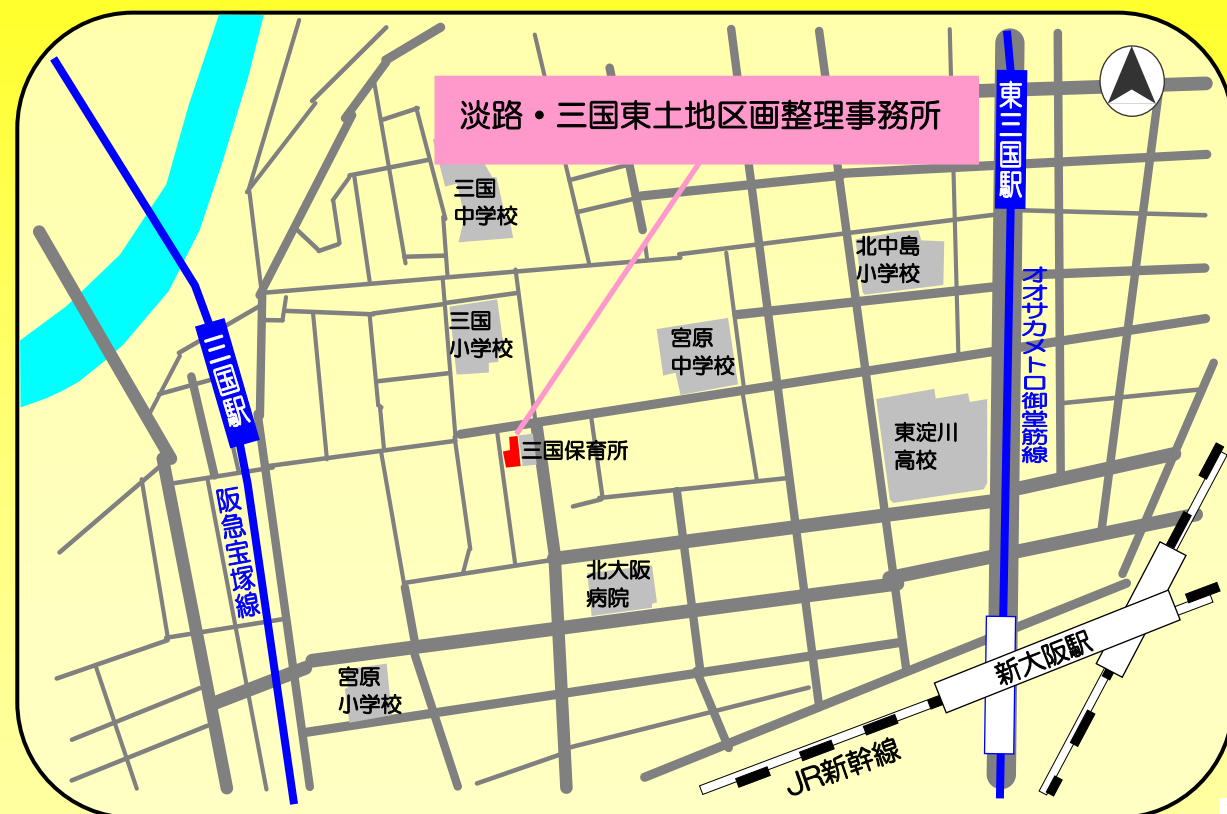 淡路・三国東土地区画整理事務所
東三国駅
三国
中学校
北中島
小学校
オオサカメトロ御堂筋線
三国
小学校
宮原
中学校
三国駅
東淀川
高校
三国保育所
阪急宝塚線
北大阪
病院
新大阪駅
宮原
小学校
JR新幹線